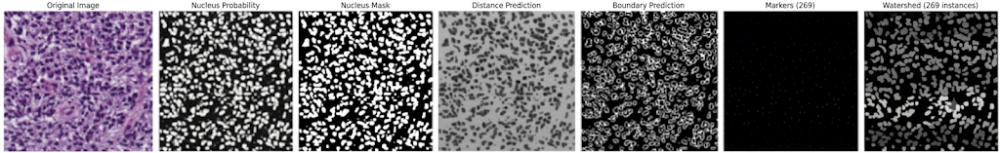 Original Image
Nucleus Probability
Nucleus Mask
Distance Prediction
Boundary Prediction
Markers (269)
Watershed (269 instances)